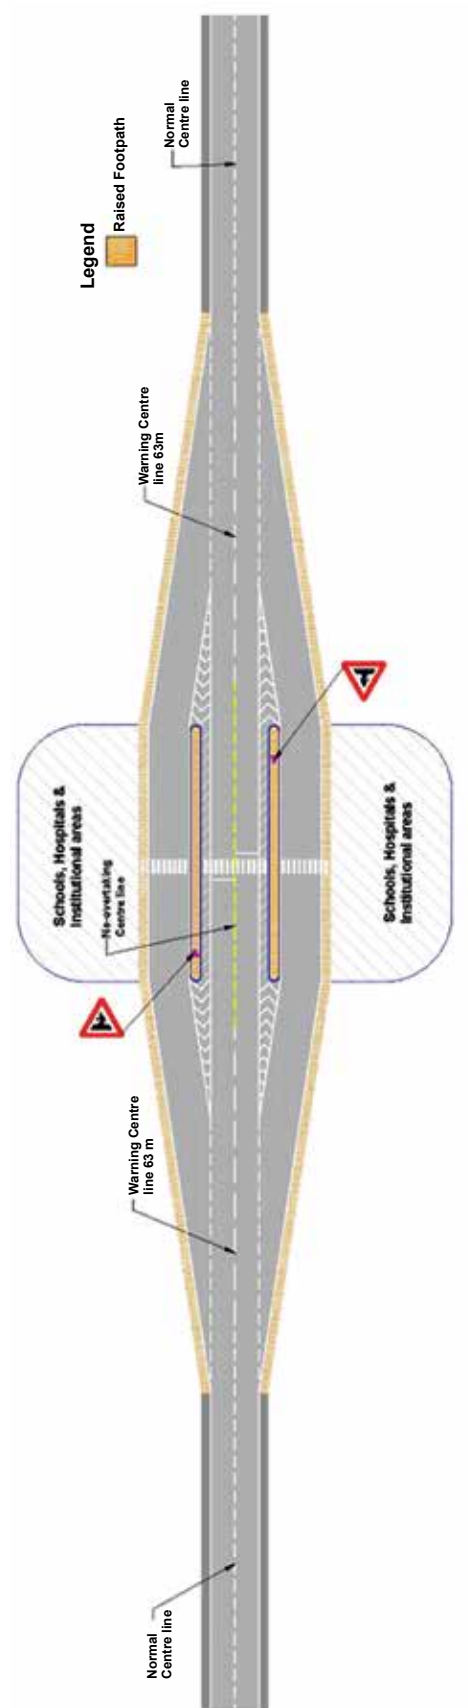 Legend
Raised Footpath
Normal
Centre line
Warning Centre
line 63m
Schools, Hospitals &
Institutional areas
No-overtaking
Centre line
Schools, Hospitals &
Institutional areas
Warning Centre
line 63 m
Normal
Centre line